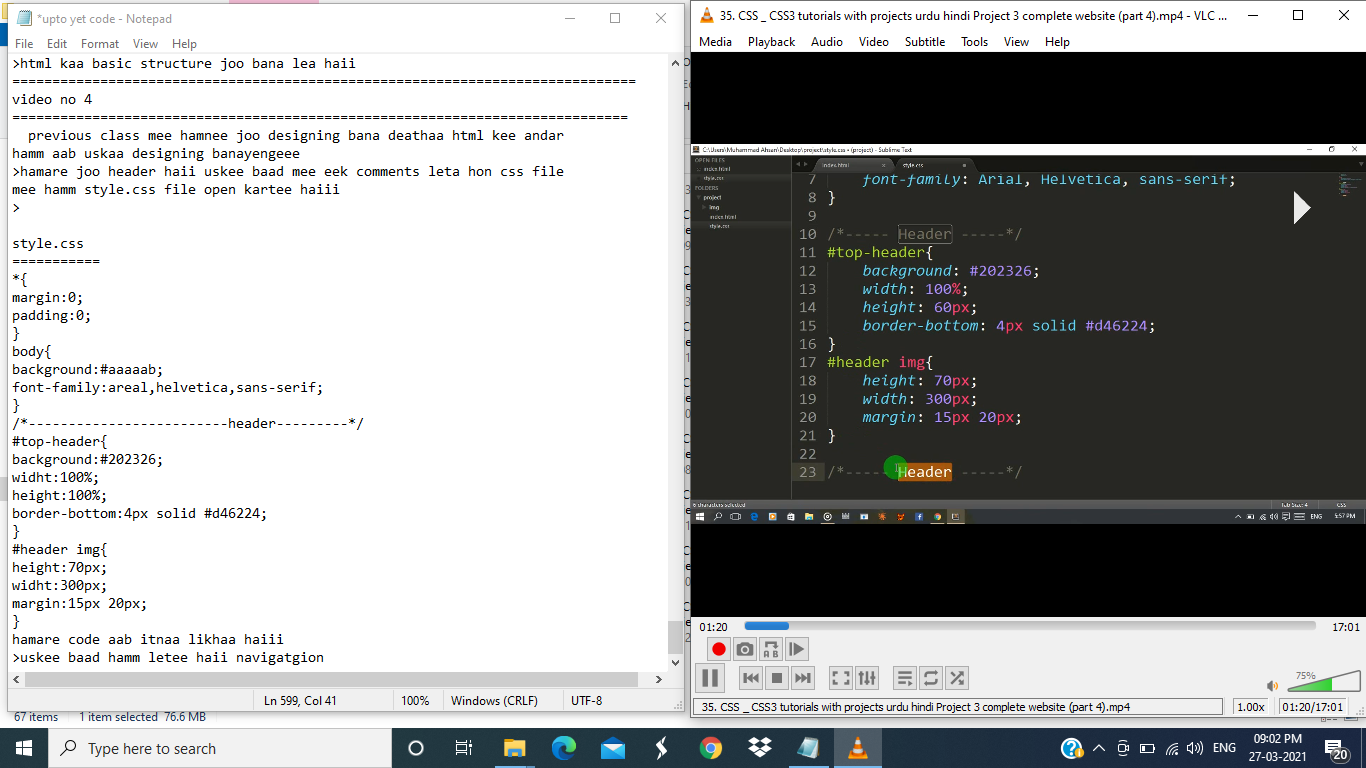 *upto yet code - Notepad
File Edit Format View Help
>html kaa basic structure joo bana lea haii
==============================================================================
video no 4
=============================================================================
previous class mee hamnee joo designing bana deathaa html kee andar
hamm aab uskaa designing banayengeee
>hamare joo header haii uskee baad mee eek comments leta hon css file
mee hamm style.css file open kartee haiii
>
style.css
===========
*{
margin:0;
padding:0;
}
body{
background:#aaaaab;
font-family:areal,helvetica,sans-serif;
}
/*-------------------------header---------*/
#top-header{
background:#202326;
widht:100%;
height:100%;
border-bottom:4px solid #d46224;
}
#header img{
height:70px;
widht:300px;
margin:15px 20px;
}
hamare code aab itnaa likhaa haiii
>uskee baad hamm letee haii navigatgion
Ln 599, Col 41 100% Windows (CRLF) UTF-8
67 items 1 item selected 76.6 MB
35. CSS _ CSS3 tutorials with projects urdu hindi Project 3 complete website (part 4).mp4 - VLC ...
Media Playback Audio Video Subtitle Tools View Help
C:\Users\Muhammad Ahsan\Desktop\project\style.css • (project) - Sublime Text
OPEN FILES
index.html
style.css
FOLDERS
project
img
index.html
style.css
index.html style.css
7 font-family: Arial, Helvetica, sans-serif;
8 }
9
10 /*----- Header -----*/
11 #top-header{
12 background: #202326;
13 width: 100%;
14 height: 60px;
15 border-bottom: 4px solid #d46224;
16 }
17 #header img{
18 height: 70px;
19 width: 300px;
20 margin: 15px 20px;
21 }
22
23 /*----- Header -----*/
6 characters selected Tab Size: 4 CSS
ENG 5:57 PM
01:20 17:01
75%
35. CSS _ CSS3 tutorials with projects urdu hindi Project 3 complete website (part 4).mp4 1.00x 01:20/17:01
Type here to search
ENG
09:02 PM
27-03-2021
20